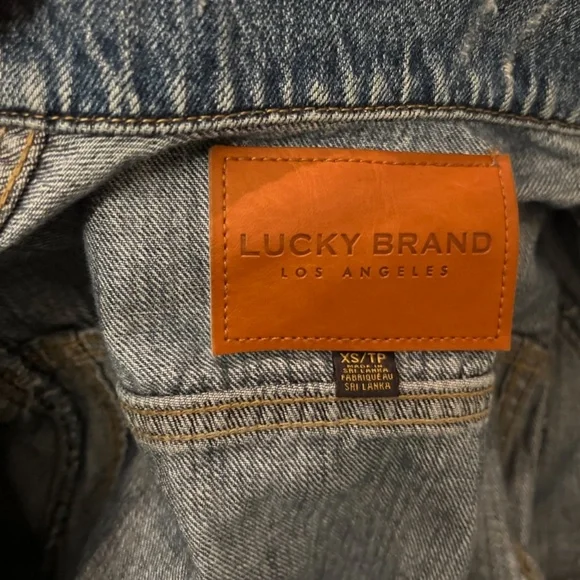 LUCKY BRAND
LOS ANGELES
XS/TP
MADE IN
SRI LANKA
FABRIQUE AU
SRI LANKA